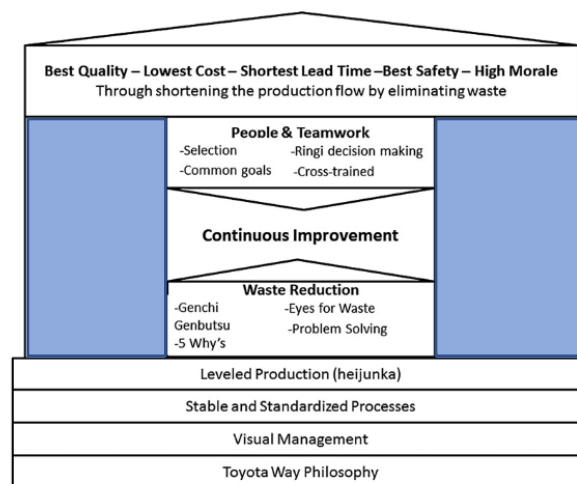 Best Quality – Lowest Cost – Shortest Lead Time –Best Safety – High Morale
Through shortening the production flow by eliminating waste
People & Teamwork
-Selection
-Common goals
-Ringi decision making
-Cross-trained
Continuous Improvement
Waste Reduction
-Genchi
Genbutsu
-5 Why's
-Eyes for Waste
-Problem Solving
Leveled Production (heijunka)
Stable and Standardized Processes
Visual Management
Toyota Way Philosophy